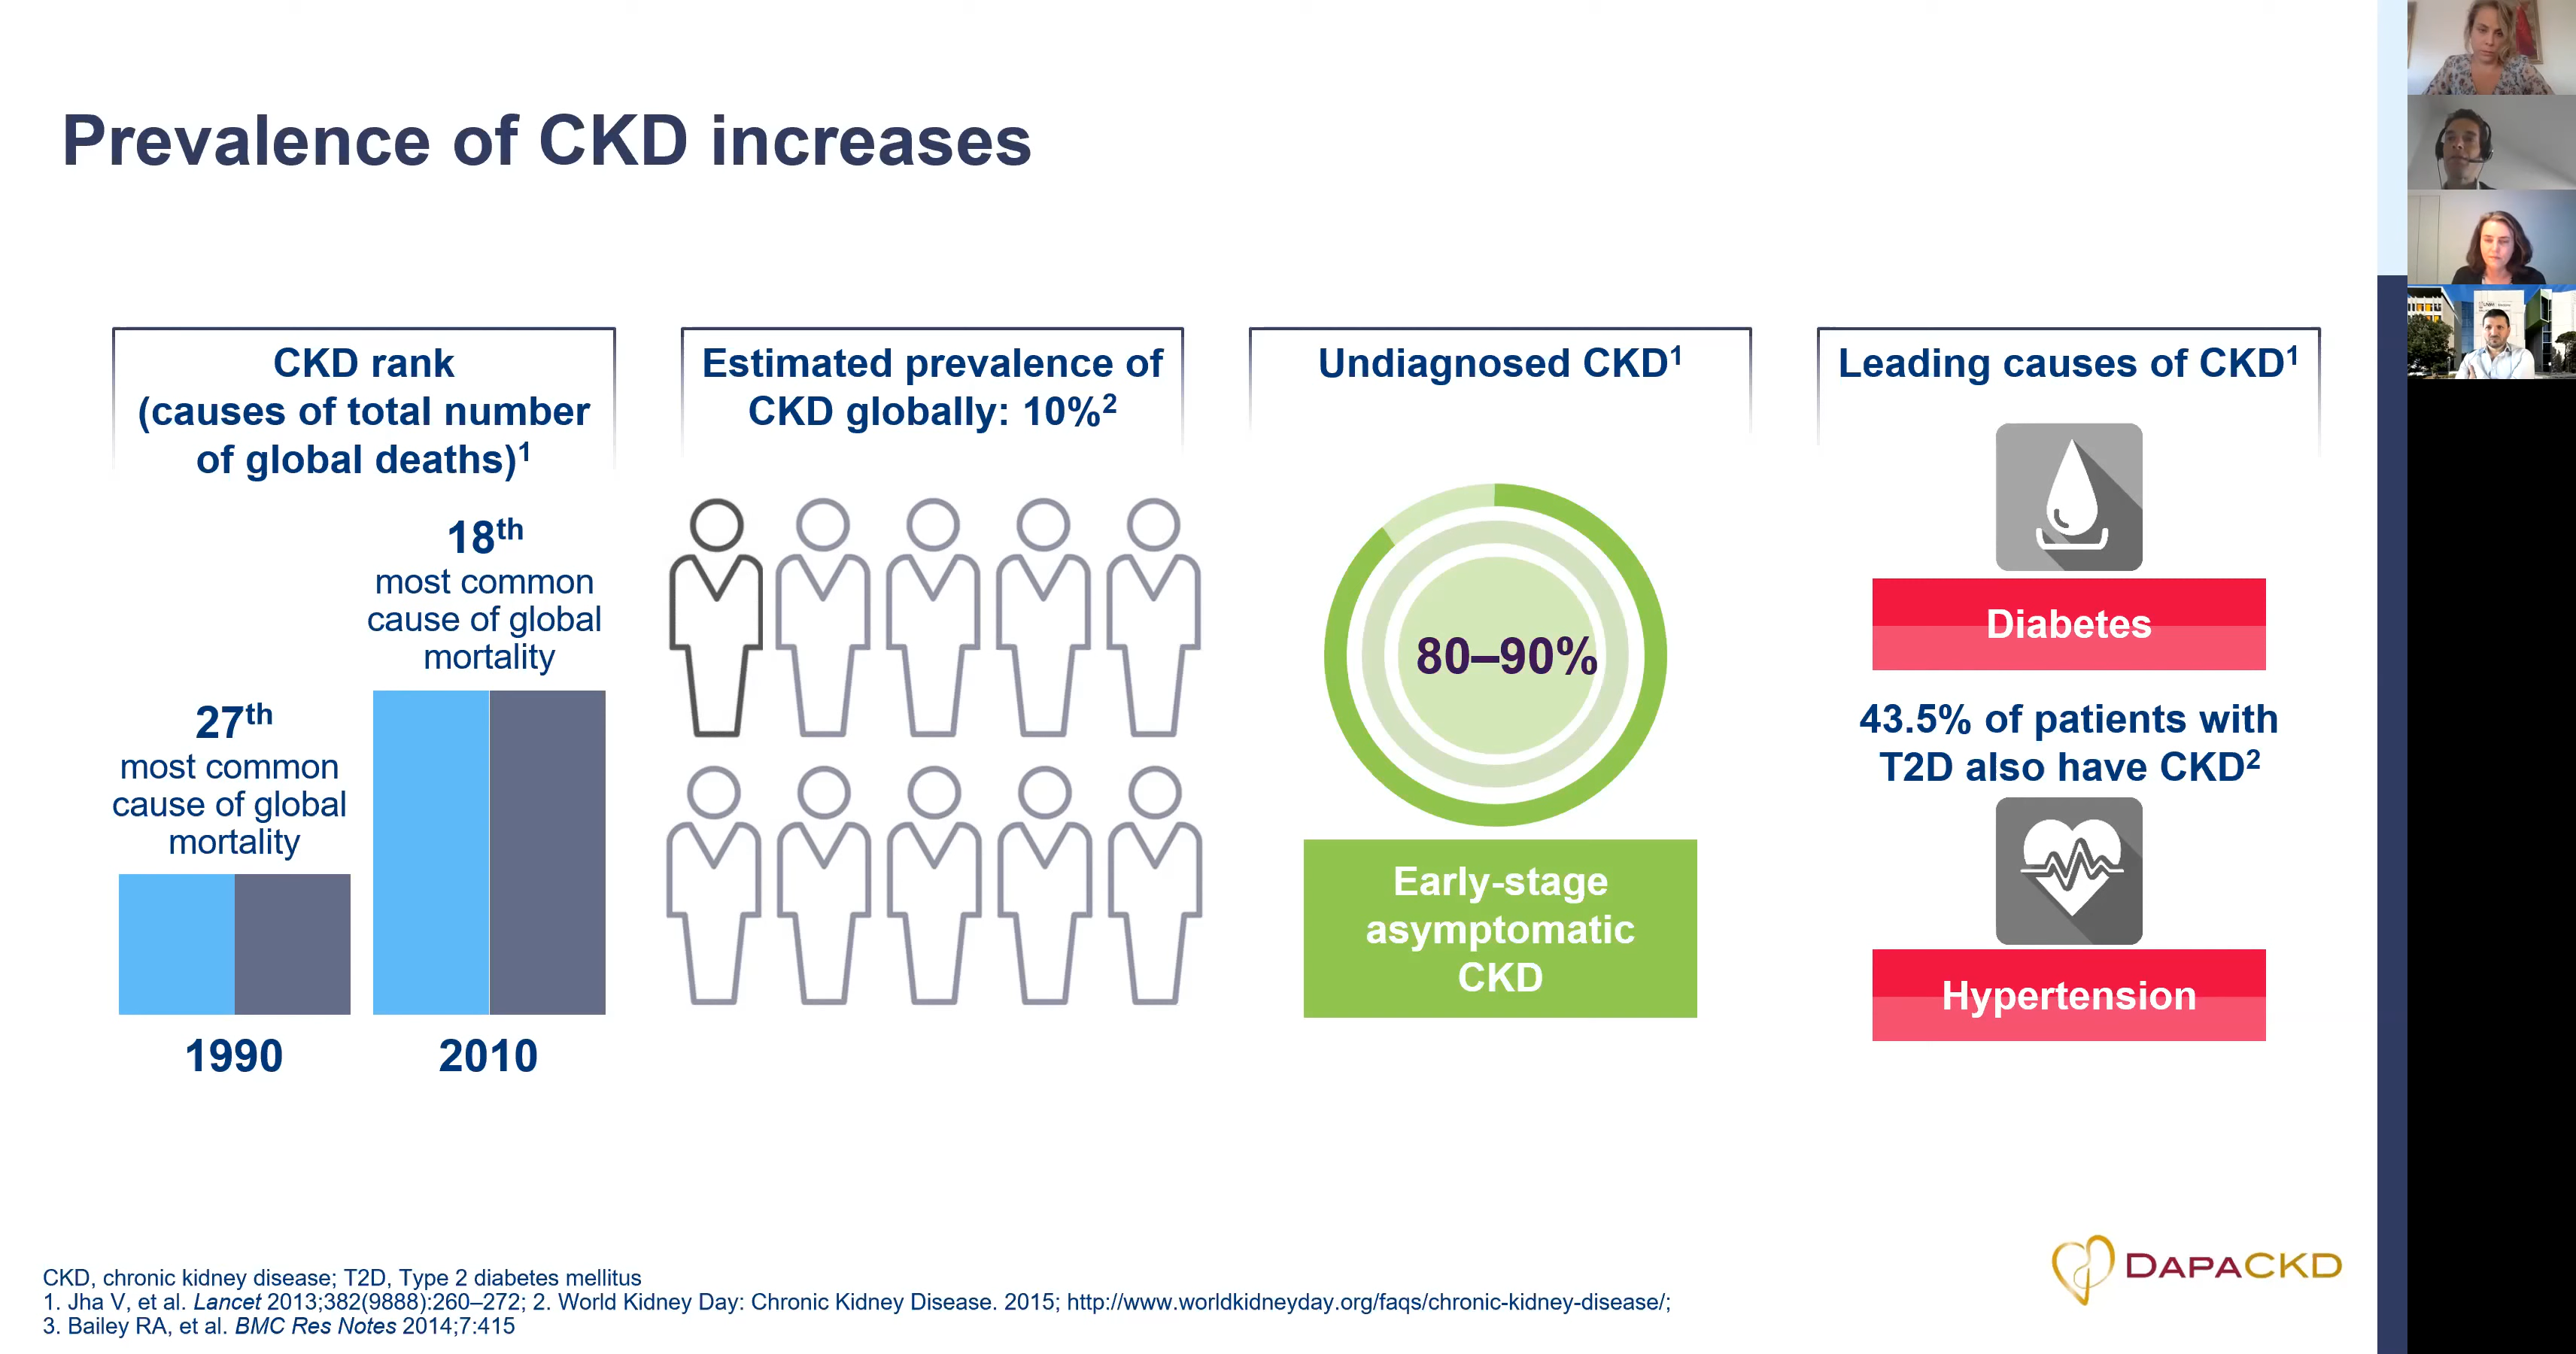 Prevalence of CKD increases
CKD rank
(causes of total number
of global deaths)1
18th
most common
cause of global
mortality
27th
most common
cause of global
mortality
1990
2010
Estimated prevalence of
CKD globally: 10%2
Undiagnosed CKD1
80–90%
Early-stage
asymptomatic
CKD
Leading causes of CKD1
Diabetes
43.5% of patients with
T2D also have CKD2
Hypertension
CKD, chronic kidney disease; T2D, Type 2 diabetes mellitus
1. Jha V, et al. Lancet 2013;382(9888):260–272; 2. World Kidney Day: Chronic Kidney Disease. 2015; http://www.worldkidneyday.org/faqs/chronic-kidney-disease/;
3. Bailey RA, et al. BMC Res Notes 2014;7:415
DAPACKD